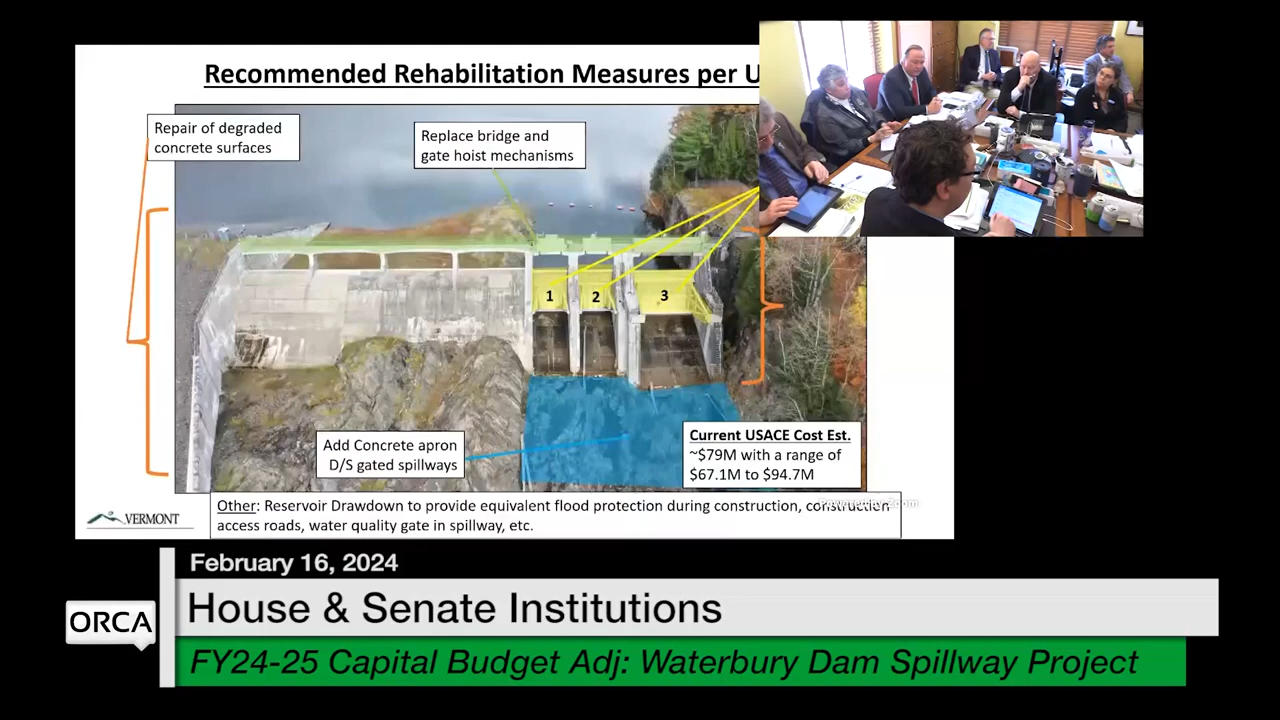 Recommended Rehabilitation Measures per U
Repair of degraded
concrete surfaces
Replace bridge and
gate hoist mechanisms
1
2
3
Add Concrete apron
D/S gated spillways
Current USACE Cost Est.
~$79M with a range of
$67.1M to $94.7M
VERMONT
Other: Reservoir Drawdown to provide equivalent flood protection during construction, construction
access roads, water quality gate in spillway, etc.
February 16, 2024
ORCA
House & Senate Institutions
FY24-25 Capital Budget Adj: Waterbury Dam Spillway Project